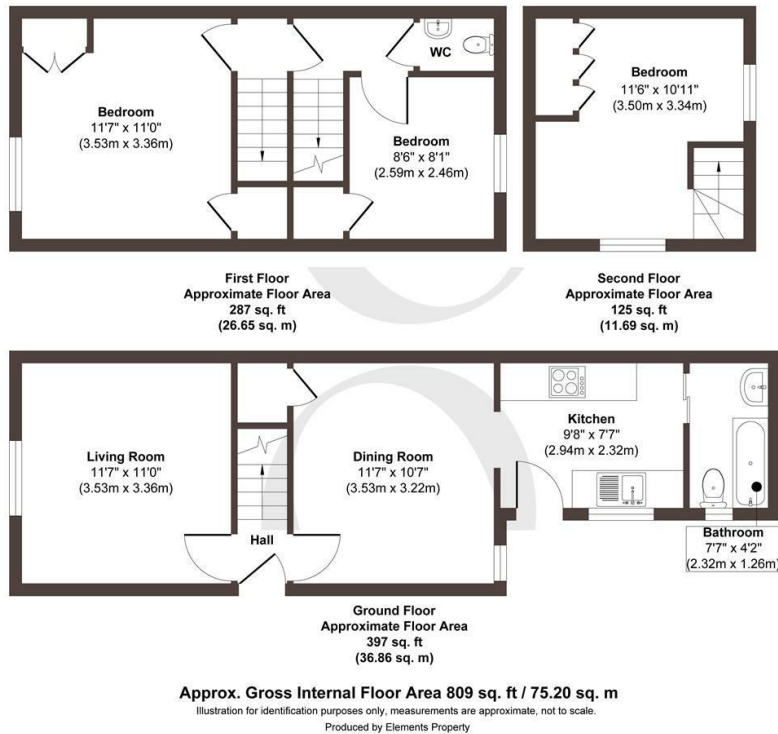 WC
Bedroom
11'7" x 11'0"
(3.53m x 3.36m)
Bedroom
8'6" x 8'1"
(2.59m x 2.46m)
Bedroom
11'6" x 10'11"
(3.50m x 3.34m)
First Floor
Approximate Floor Area
287 sq. ft
(26.65 sq. m)
Second Floor
Approximate Floor Area
125 sq. ft
(11.69 sq. m)
Living Room
11'7" x 11'0"
(3.53m x 3.36m)
Hall
Dining Room
11'7" x 10'7"
(3.53m x 3.22m)
Kitchen
9'8" x 7'7"
(2.94m x 2.32m)
Bathroom
7'7" x 4'2"
(2.32m x 1.26m)
Ground Floor
Approximate Floor Area
397 sq. ft
(36.86 sq. m)
Approx. Gross Internal Floor Area 809 sq. ft / 75.20 sq. m
Illustration for identification purposes only, measurements are approximate, not to scale.
Produced by Elements Property